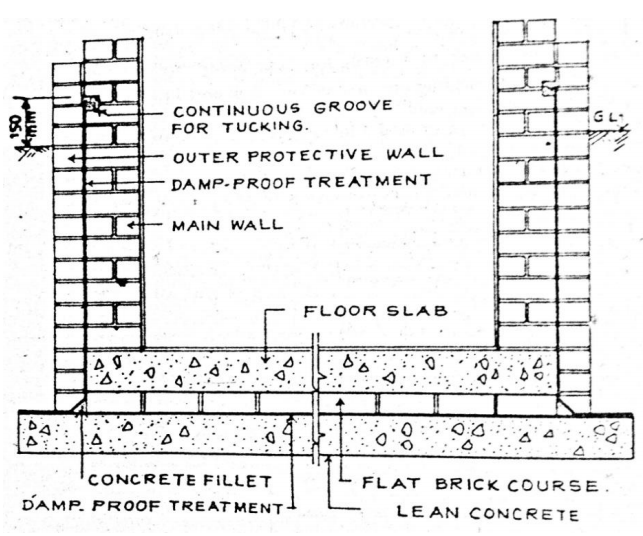 CONTINUOUS GROOVE
FOR TUCKING.
150
mm
GL.
OUTER PROTECTIVE WALL
DAMP-PROOF TREATMENT
MAIN WALL
FLOOR SLAB
CONCRETE FILLET
FLAT BRICK COURSE.
DAMP-PROOF TREATMENT
LEAN CONCRETE